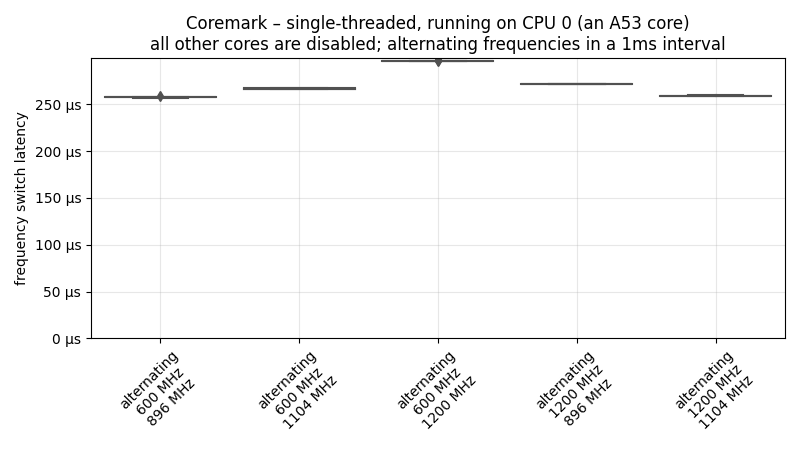 Coremark – single-threaded, running on CPU 0 (an A53 core)
all other cores are disabled; alternating frequencies in a 1ms interval
frequency switch latency
250 µs
200 µs
150 µs
100 µs
50 µs
0 µs
alternating
600 MHz
896 MHz
alternating
600 MHz
1104 MHz
alternating
600 MHz
1200 MHz
alternating
1200 MHz
896 MHz
alternating
1200 MHz
1104 MHz